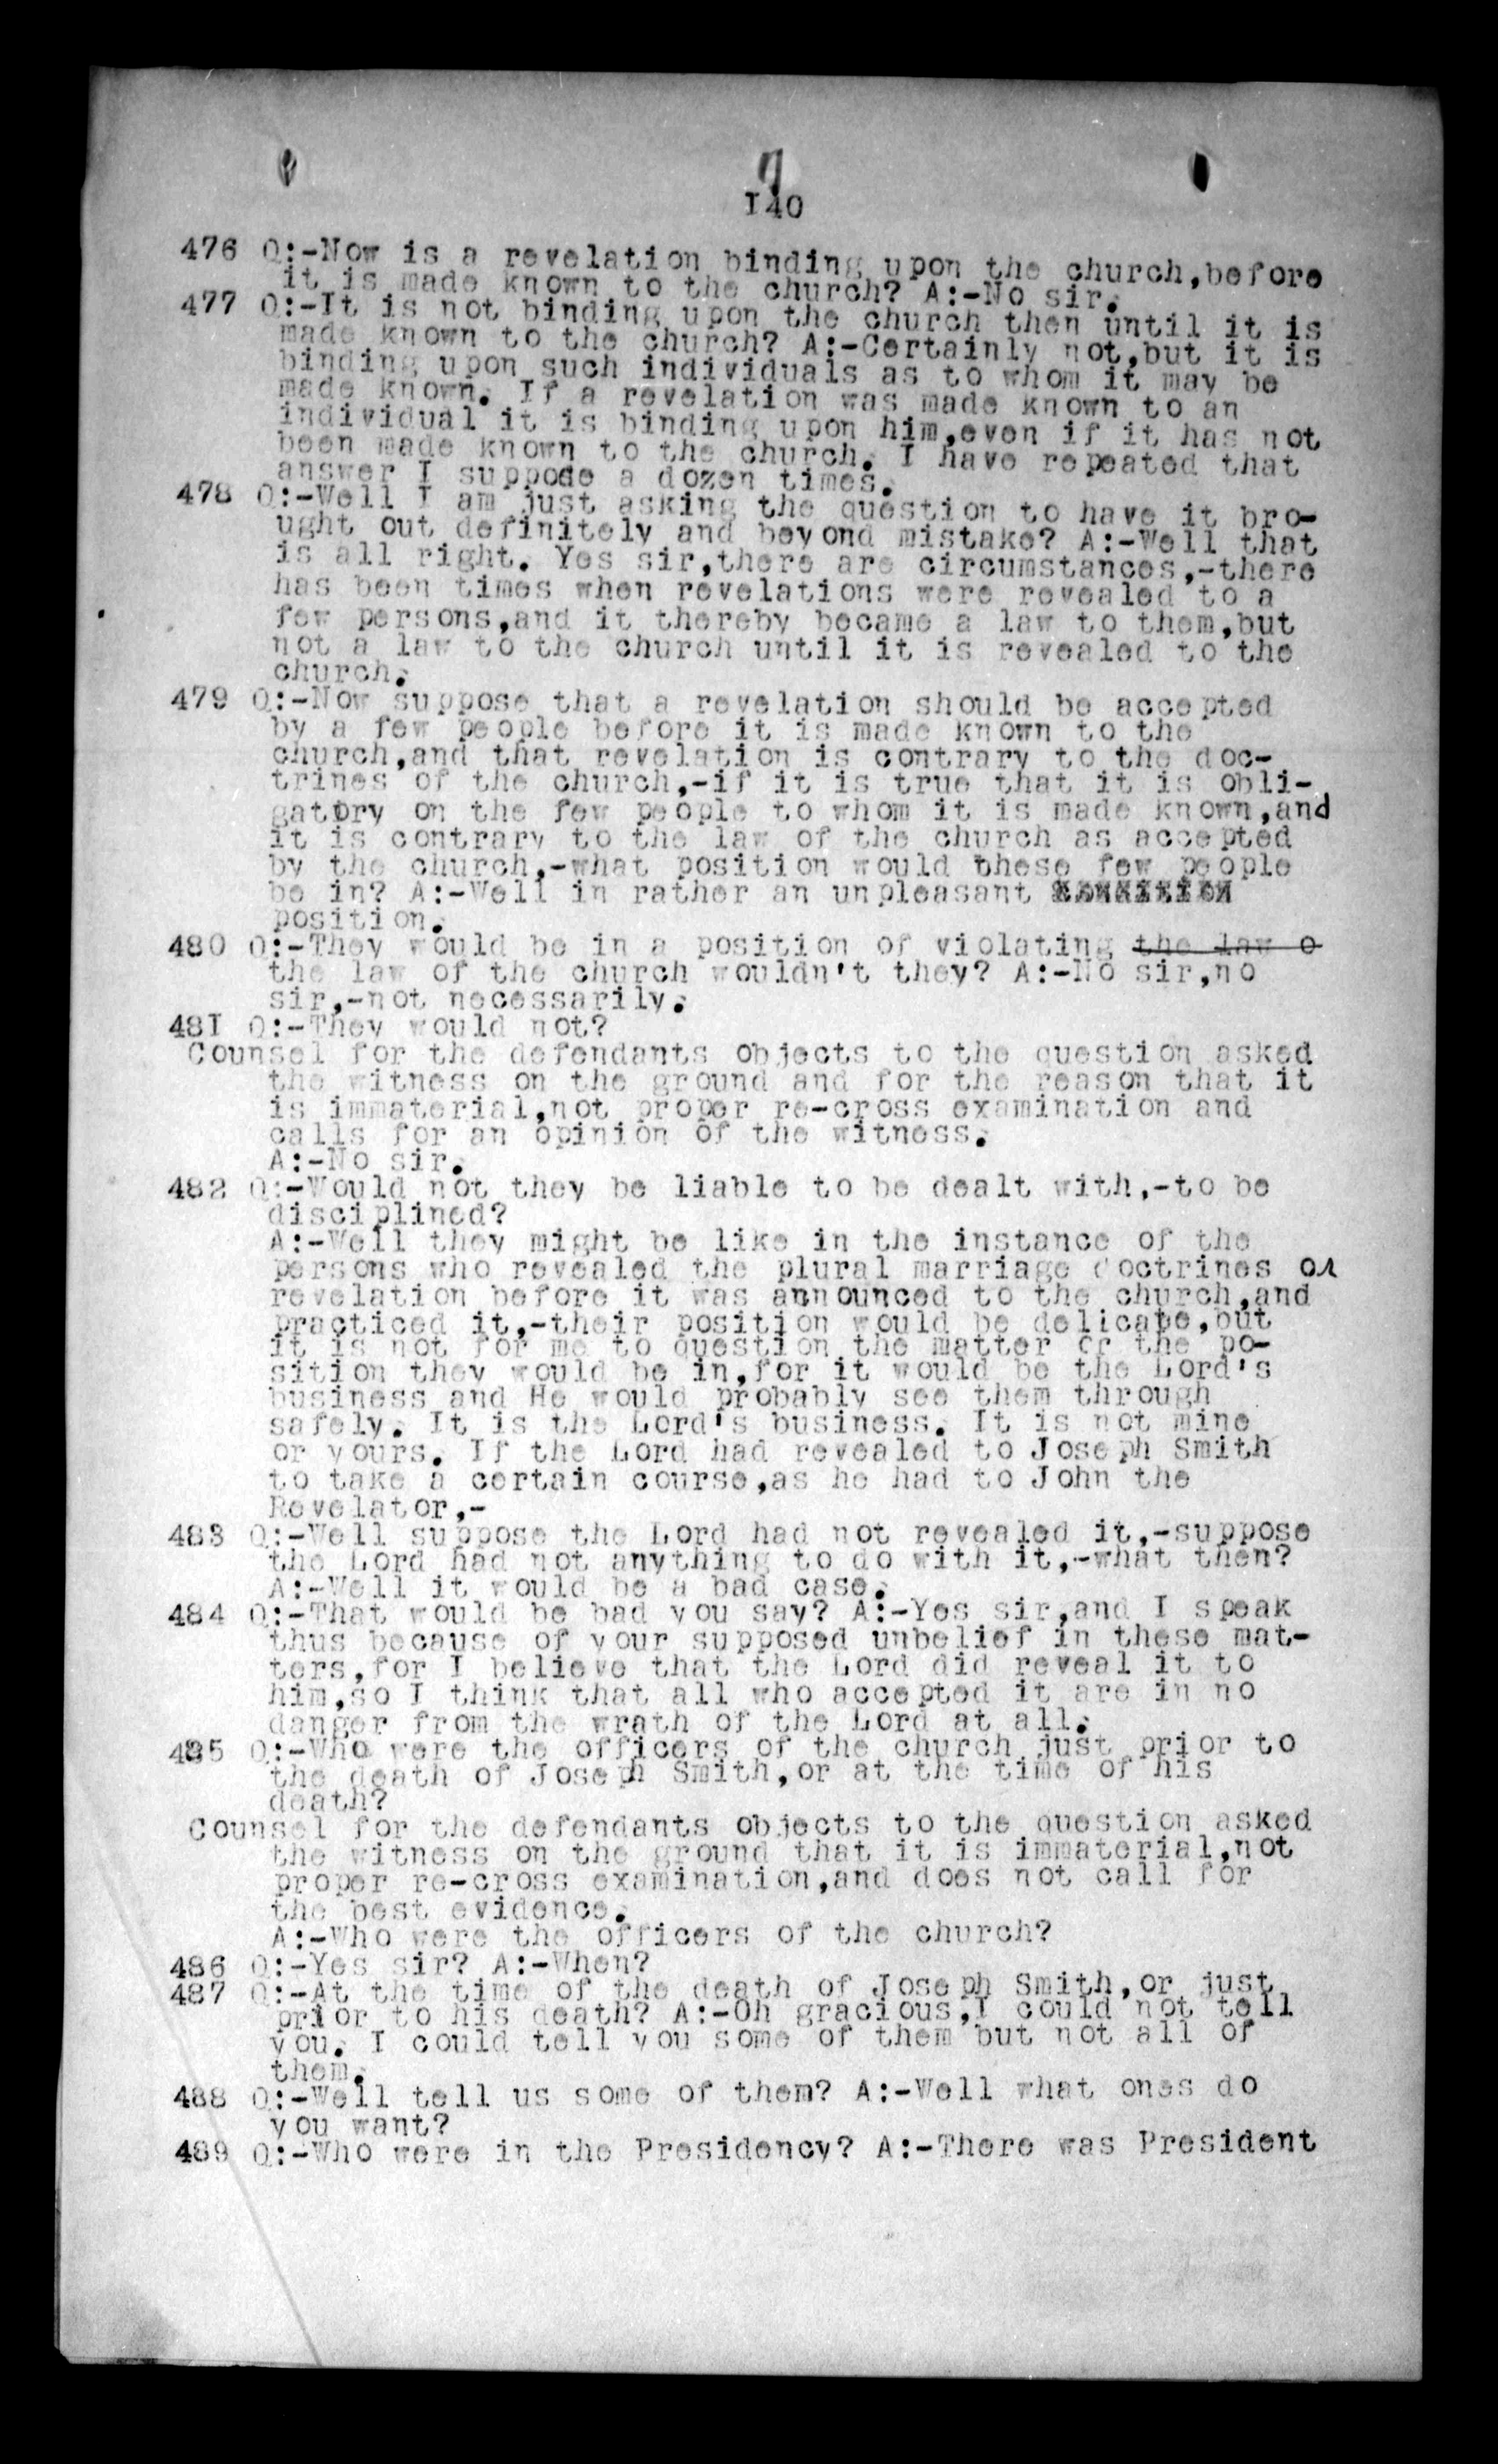 140
476 Q:-Now is a revelation binding upon the church,before
it is made known to the church? A:-No sir.
477 Q:-It is not binding upon the church then until it is
made known to the church? A:-Certainly not,but it is
binding upon such individuals as to whom it may be
made known. If a revelation was made known to an
individual it is binding upon him,even if it has not
been made known to the church. I have repeated that
answer I suppose a dozen times.
478 Q:-Well I am just asking the question to have it bro-
ught out definitely and beyond mistake? A:-Well that
is all right. Yes sir,there are circumstances,-there
has been times when revelations were revealed to a
few persons,and it thereby became a law to them,but
not a law to the church until it is revealed to the
church.
479 Q:-Now suppose that a revelation should be accepted
by a few people before it is made known to the
church,and that revelation is contrary to the doc-
trines of the church,-if it is true that it is obli-
gatory on the few people to whom it is made known,and
it is contrary to the law of the church as accepted
by the church,-what position would these few people
be in? A:-Well in rather an unpleasant
position.
480 Q:-They would be in a position of violating the law o
the law of the church wouldn't they? A:-No sir,no
sir,-not necessarily.
481 Q:-They would not?
Counsel for the defendants objects to the question asked
the witness on the ground and for the reason that it
is immaterial,not proper re-cross examination and
calls for an opinion of the witness.
A:-No sir.
482 Q:-Would not they be liable to be dealt with,-to be
disciplined?
A:-Well they might be like in the instance of the
persons who revealed the plural marriage doctrines or
revelation before it was announced to the church,and
practiced it,-their position would be delicate,but
it is not for me to question the matter or the po-
sition they would be in,for it would be the Lord's
business and He would probably see them through
safely. It is the Lord's business. It is not mine
or yours. If the Lord had revealed to Joseph Smith
to take a certain course,as he had to John the
Revelator,-
483 Q:-Well suppose the Lord had not revealed it,-suppose
the Lord had not anything to do with it,-what then?
A:-Well it would be a bad case.
484 Q:-That would be bad you say? A:-Yes sir,and I speak
thus because of your supposed unbelief in these mat-
ters,for I believe that the Lord did reveal it to
him,so I think that all who accepted it are in no
danger from the wrath of the Lord at all.
485 Q:-Who were the officers of the church just prior to
the death of Joseph Smith,or at the time of his
death?
Counsel for the defendants objects to the question asked
the witness on the ground that it is immaterial,not
proper re-cross examination,and does not call for
the best evidence.
A:-Who were the officers of the church?
486 Q:-Yes sir? A:-When?
487 Q:-At the time of the death of Joseph Smith,or just
prior to his death? A:-Oh gracious,I could not tell
you. I could tell you some of them but not all of
them.
488 Q:-Well tell us some of them? A:-Well what ones do
you want?
489 Q:-Who were in the Presidency? A:-There was President